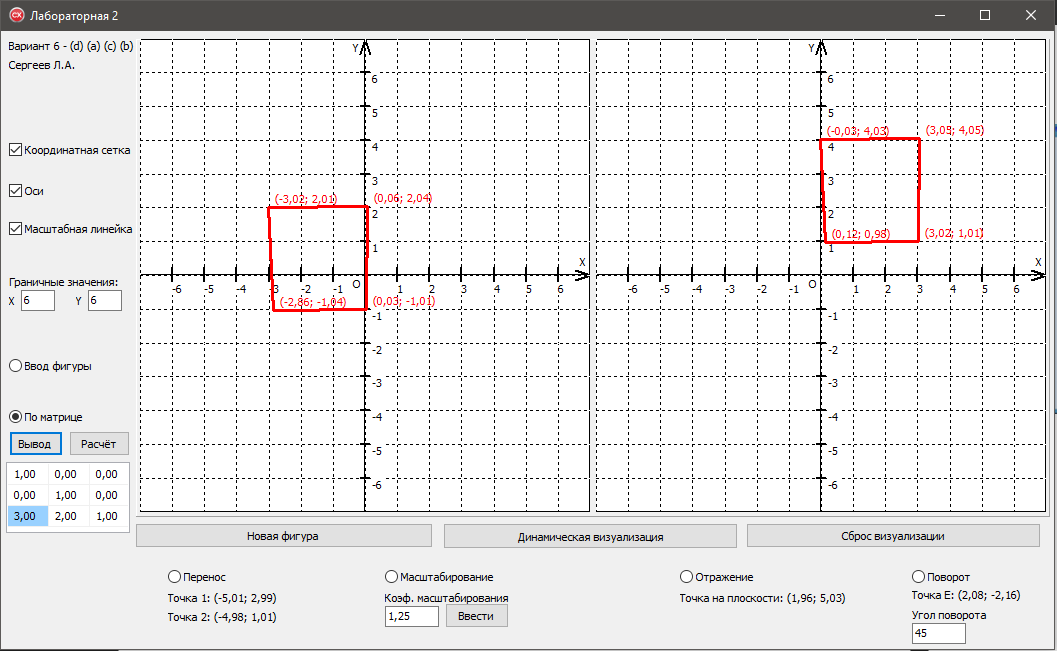 Лабораторная 2
Вариант 6 - (d) (a) (c) (b)
Сергеев Л.А.
Координатная сетка
Оси
Масштабная линейка
Граничные значения:
X 6 Y 6
Ввод фигуры
По матрице
Вывод Расчёт
1,00 0,00 0,00
0,00 1,00 0,00
3,00 2,00 1,00
Y
6
5
4
3
2
1
-1
-2
-3
-4
-5
-6
-6 -5 -4 -3 -2 -1 O 1 2 3 4 5 6
X
(-3,02; 2,01) (0,06; 2,04)
(-2,86; -1,04) (0,03; -1,01)
Y
6
5
4
3
2
1
-1
-2
-3
-4
-5
-6
-6 -5 -4 -3 -2 -1 O 1 2 3 4 5 6
X
(-0,03; 4,03) (3,05; 4,05)
(0,12; 0,98) (3,02; 1,01)
Новая фигура Динамическая визуализация Сброс визуализации
Перенос
Точка 1: (-5,01; 2,99)
Точка 2: (-4,98; 1,01)
Масштабирование
Коэф. масштабирования
1,25 Ввести
Отражение
Точка на плоскости: (1,96; 5,03)
Поворот
Точка E: (2,08; -2,16)
Угол поворота
45